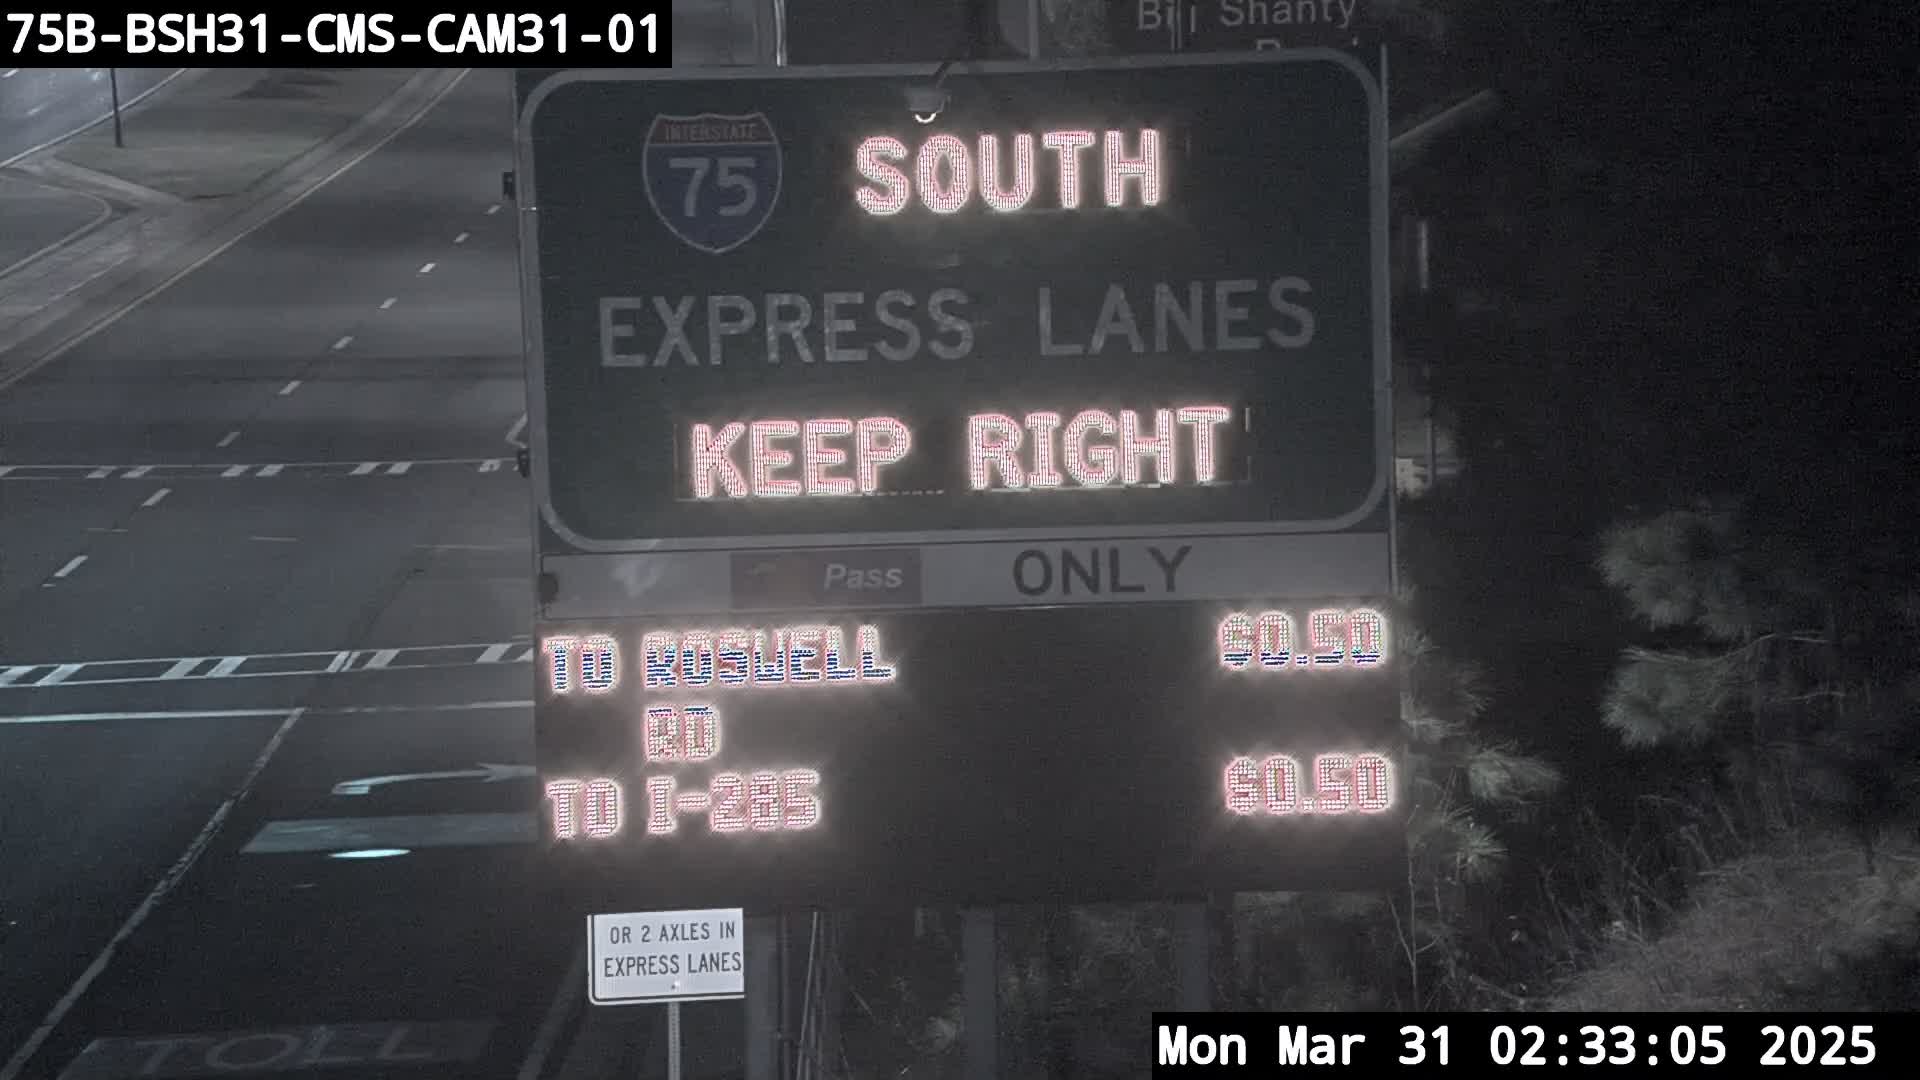 75B-BSH31-CMS-CAM31-01
Bill Shanty
INTERSTATE
75
SOUTH
EXPRESS LANES
KEEP RIGHT
Pass ONLY
TO ROSWELL $0.50
RD
TO I-285 $0.50
OR 2 AXLES IN
EXPRESS LANES
TOLL
Mon Mar 31 02:33:05 2025